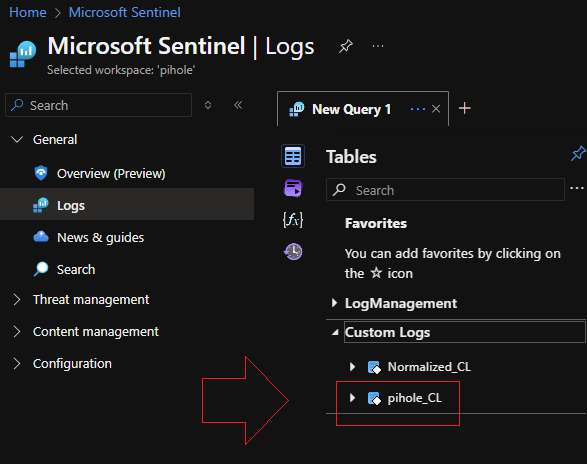 Home > Microsoft Sentinel
Microsoft Sentinel | Logs
Selected workspace: 'pihole'
Search
General
Overview (Preview)
Logs
News & guides
Search
Threat management
Content management
Configuration
New Query 1
Tables
Search
Favorites
You can add favorites by clicking on
the ☆ icon
LogManagement
Custom Logs
Normalized_CL
pihole_CL